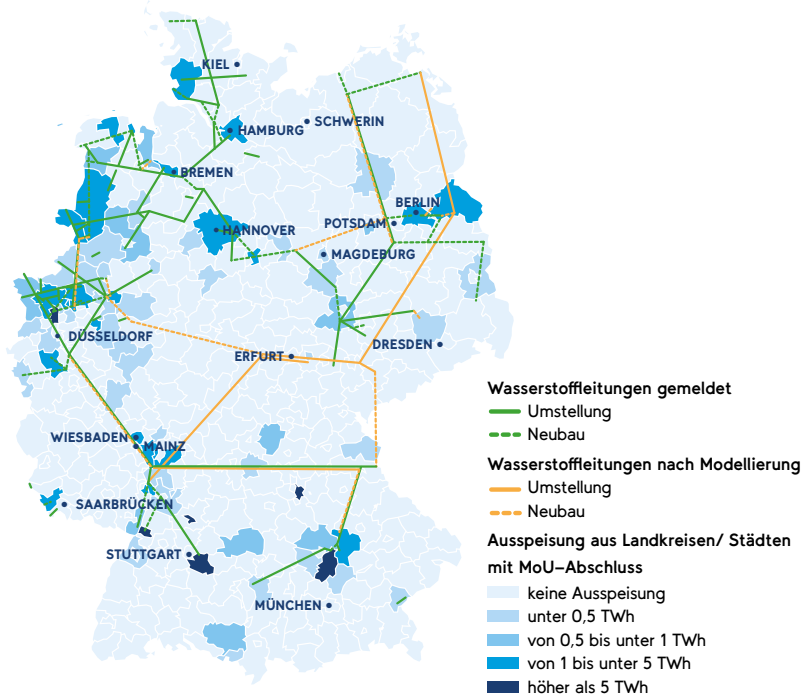 KIEL
SCHWERIN
HAMBURG
BREMEN
BERLIN
POTSDAM
HANNOVER
MAGDEBURG
DÜSSELDORF
ERFURT
DRESDEN
WIESBADEN
MAINZ
SAARBRÜCKEN
STUTTGART
MÜNCHEN
Wasserstoffleitungen gemeldet
Umstellung
Neubau
Wasserstoffleitungen nach Modellierung
Umstellung
Neubau
Ausspeisung aus Landkreisen/ Städten
mit MoU–Abschluss
keine Ausspeisung
unter 0,5 TWh
von 0,5 bis unter 1 TWh
von 1 bis unter 5 TWh
höher als 5 TWh